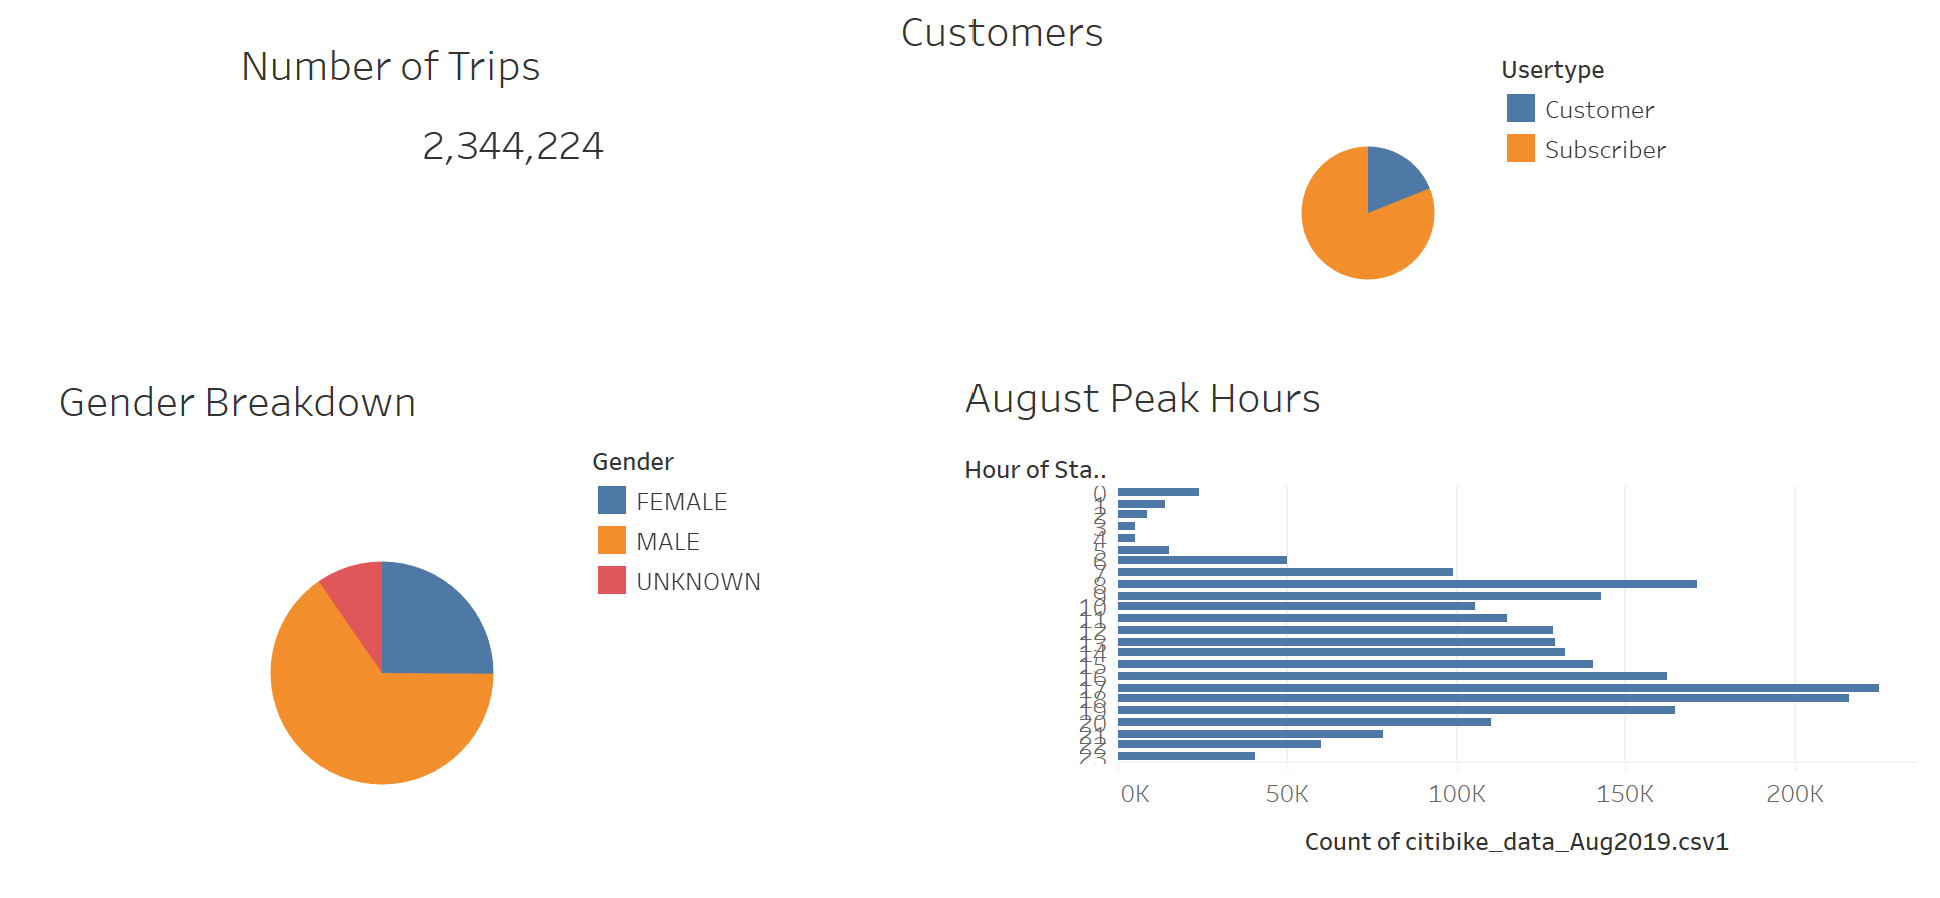 Number of Trips
2,344,224
Customers
Usertype
Customer
Subscriber
Gender Breakdown
Gender
FEMALE
MALE
UNKNOWN
August Peak Hours
Hour of Sta..
0
1
2
3
4
5
6
7
8
9
10
11
12
13
14
15
16
17
18
19
20
21
22
23
0K
50K
100K
150K
200K
Count of citibike_data_Aug2019.csv1